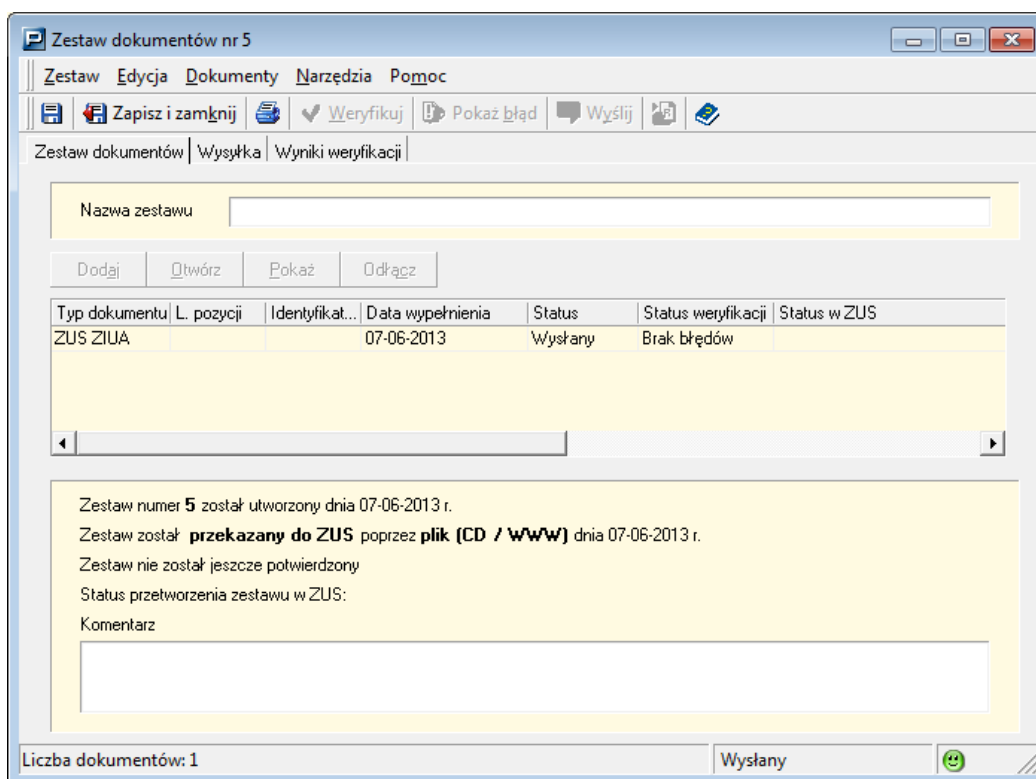 Zestaw dokumentów nr 5
Zestaw Edycja Dokumenty Narzędzia Pomoc
Zapisz i zamknij Weryfikuj Pokaż błąd Wyślij
Zestaw dokumentów Wysyłka Wyniki weryfikacji
Nazwa zestawu
Dodaj Otwórz Pokaż Odłącz
Typ dokumentu L. pozycji Identyfikat... Data wypełnienia Status Status weryfikacji Status w ZUS
ZUS ZIUA 07-06-2013 Wysłany Brak błędów
Zestaw numer 5 został utworzony dnia 07-06-2013 r.
Zestaw został przekazany do ZUS poprzez plik (CD / WWW) dnia 07-06-2013 r.
Zestaw nie został jeszcze potwierdzony
Status przetworzenia zestawu w ZUS:
Komentarz
Liczba dokumentów: 1 Wysłany